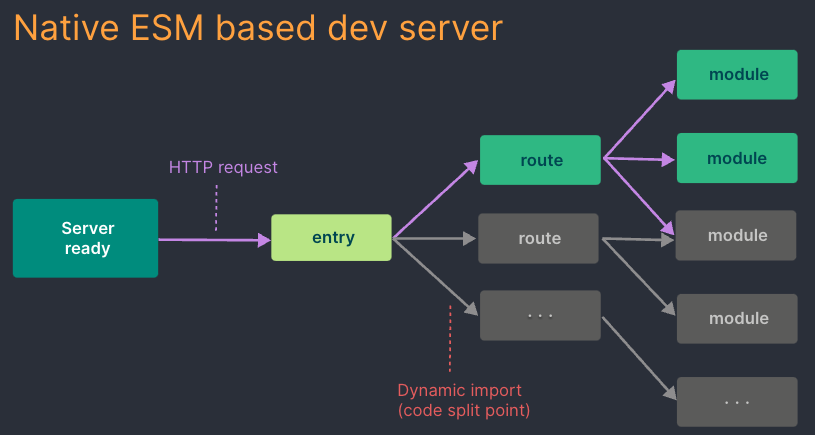 Native ESM based dev server
module
HTTP request
route
module
Server
ready
entry
route
module
· · ·
module
Dynamic import
(code split point)
· · ·